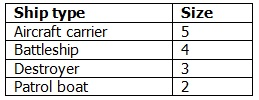 Ship type Size
Aircraft carrier 5
Battleship 4
Destroyer 3
Patrol boat 2